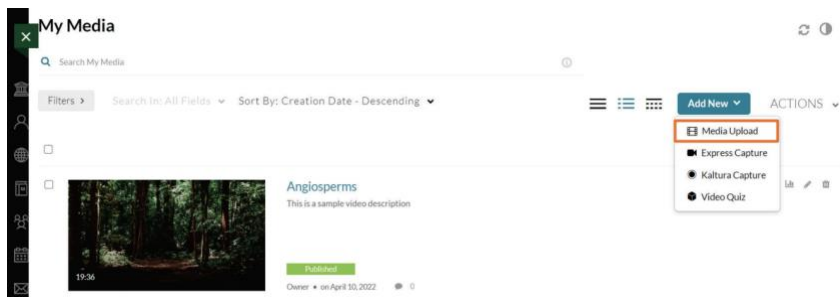 My Media
Search My Media
Filters > Search In: All Fields Sort By: Creation Date - Descending Add New ACTIONS
Media Upload
Express Capture
Kaltura Capture
Video Quiz
Angiosperms
This is a sample video description
19:36
Published
Owner • on April 10, 2022 0